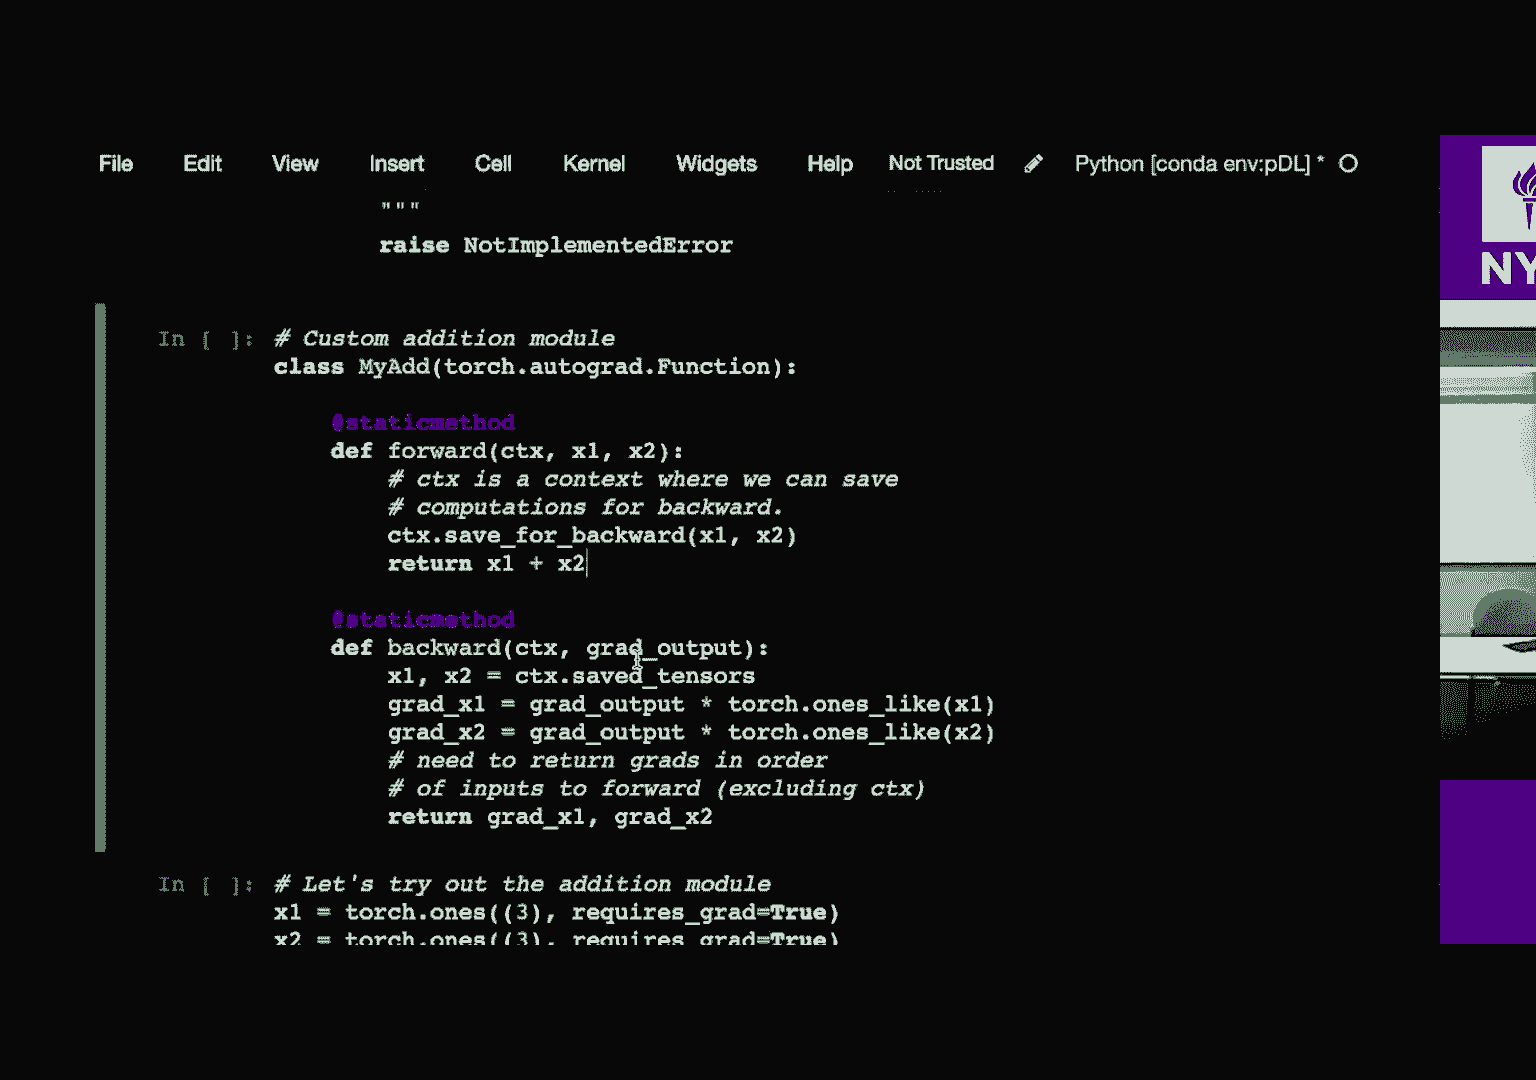 File Edit View Insert Cell Kernel Widgets Help Not Trusted Python [conda env:pDL] *
"""
raise NotImplementedError
In [ ]: # Custom addition module
class MyAdd(torch.autograd.Function):
@staticmethod
def forward(ctx, x1, x2):
# ctx is a context where we can save
# computations for backward.
ctx.save_for_backward(x1, x2)
return x1 + x2
@staticmethod
def backward(ctx, grad_output):
x1, x2 = ctx.saved_tensors
grad_x1 = grad_output * torch.ones_like(x1)
grad_x2 = grad_output * torch.ones_like(x2)
# need to return grads in order
# of inputs to forward (excluding ctx)
return grad_x1, grad_x2
In [ ]: # Let's try out the addition module
x1 = torch.ones((3), requires_grad=True)
x2 = torch.ones((3), requires_grad=True)
NY